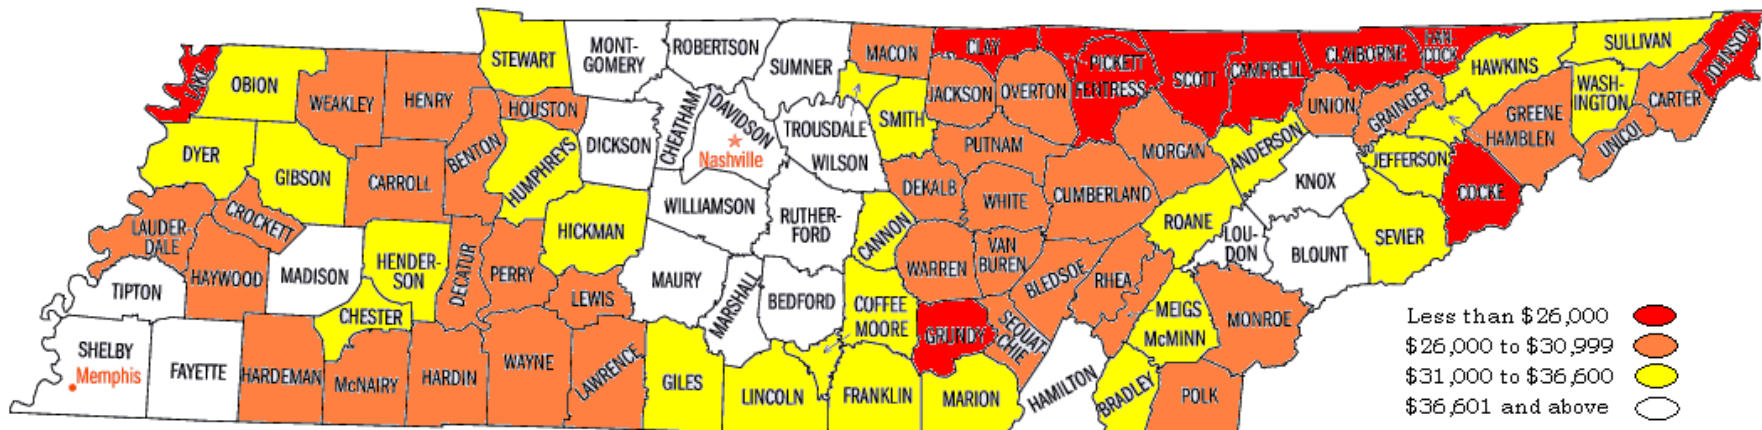 STEWART
MONT-
GOMERY
ROBERTSON
SUMNER
MACON
CLAY
PICKETT
FENTRESS
SCOTT
CAMPBELL
CLAIBORNE
HAN-
COCK
HAWKINS
SULLIVAN
JOHNSON
LAKE
OBION
WEAKLEY
HENRY
HOUSTON
BENTON
DICKSON
CHEATHAM
DAVIDSON
Nashville
TROUSDALE
WILSON
SMITH
JACKSON
OVERTON
PUTNAM
MORGAN
ANDERSON
UNION
GRAINGER
GREENE
HAMBLEN
WASH-
INGTON
CARTER
UNICOI
DYER
GIBSON
CARROLL
HUMPHREYS
HICKMAN
WILLIAMSON
RUTHER-
FORD
CANNON
DEKALB
WHITE
CUMBERLAND
ROANE
KNOX
JEFFERSON
COCKE
SEVIER
LOU-
DON
BLOUNT
LAUDER-
DALE
CROCKETT
HAYWOOD
MADISON
HENDER-
SON
DECATUR
PERRY
LEWIS
MAURY
MARSHALL
BEDFORD
COFFEE
MOORE
WARREN
VAN
BUREN
BLEDSOE
RHEA
MEIGS
McMINN
MONROE
TIPTON
CHESTER
GRUNDY
SEQUAT-
CHIE
SHELBY
Memphis
FAYETTE
HARDEMAN
McNAIRY
HARDIN
WAYNE
LAWRENCE
GILES
LINCOLN
FRANKLIN
MARION
HAMILTON
BRADLEY
POLK
Less than $26,000
$26,000 to $30,999
$31,000 to $36,600
$36,601 and above